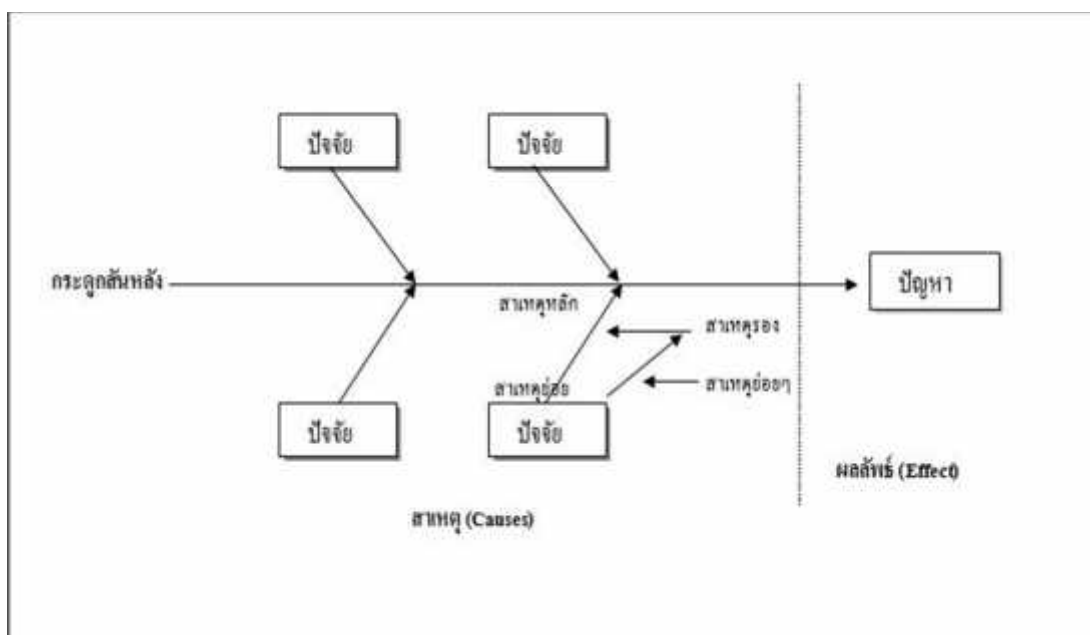 ปัจจัย
ปัจจัย
กระดูกสันหลัง
ปัญหา
สาเหตุหลัก
สาเหตุรอง
สาเหตุย่อย
สาเหตุย่อยๆ
ปัจจัย
ปัจจัย
ผลลัพธ์ (Effect)
สาเหตุ (Causes)